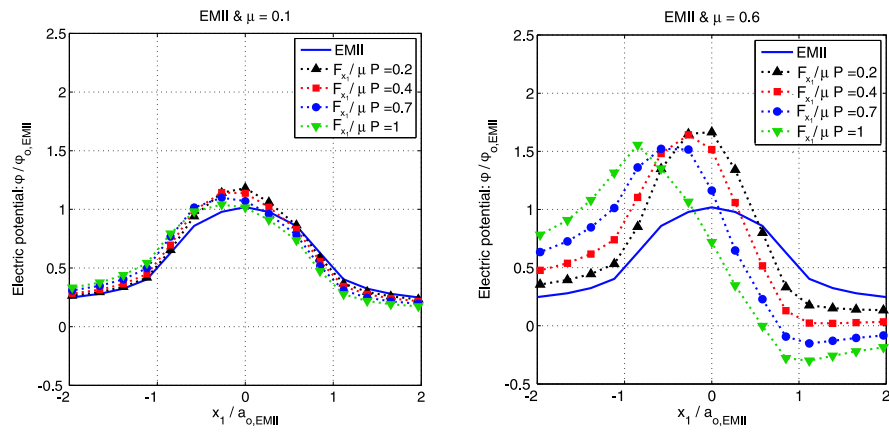 EMII & μ = 0.1
2.5
2
1.5
1
0.5
0
-0.5
-2
-1
0
1
2
Electric potential: φ / φo,EMII
x1 / ao,EMII
EMII
Fx1/ μ P =0.2
Fx1/ μ P =0.4
Fx1/ μ P =0.7
Fx1/ μ P =1
EMII & μ = 0.6
2.5
2
1.5
1
0.5
0
-0.5
-2
-1
0
1
2
Electric potential: φ / φo,EMII
x1 / ao,EMII
EMII
Fx1/ μ P =0.2
Fx1/ μ P =0.4
Fx1/ μ P =0.7
Fx1/ μ P =1